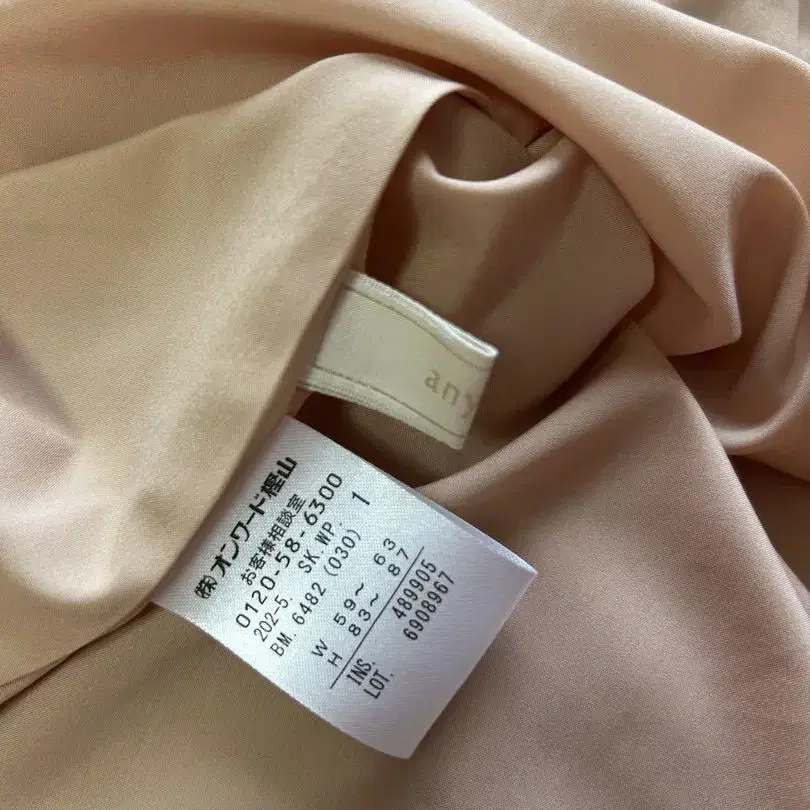 any
(株)オンワード樫山
お客様相談室
0120-58-6300
202-5. SK.WP. 1
BM. 6482 (030)
W 59～ 63
H 83～ 87
INS. 489905
LOT. 6908967